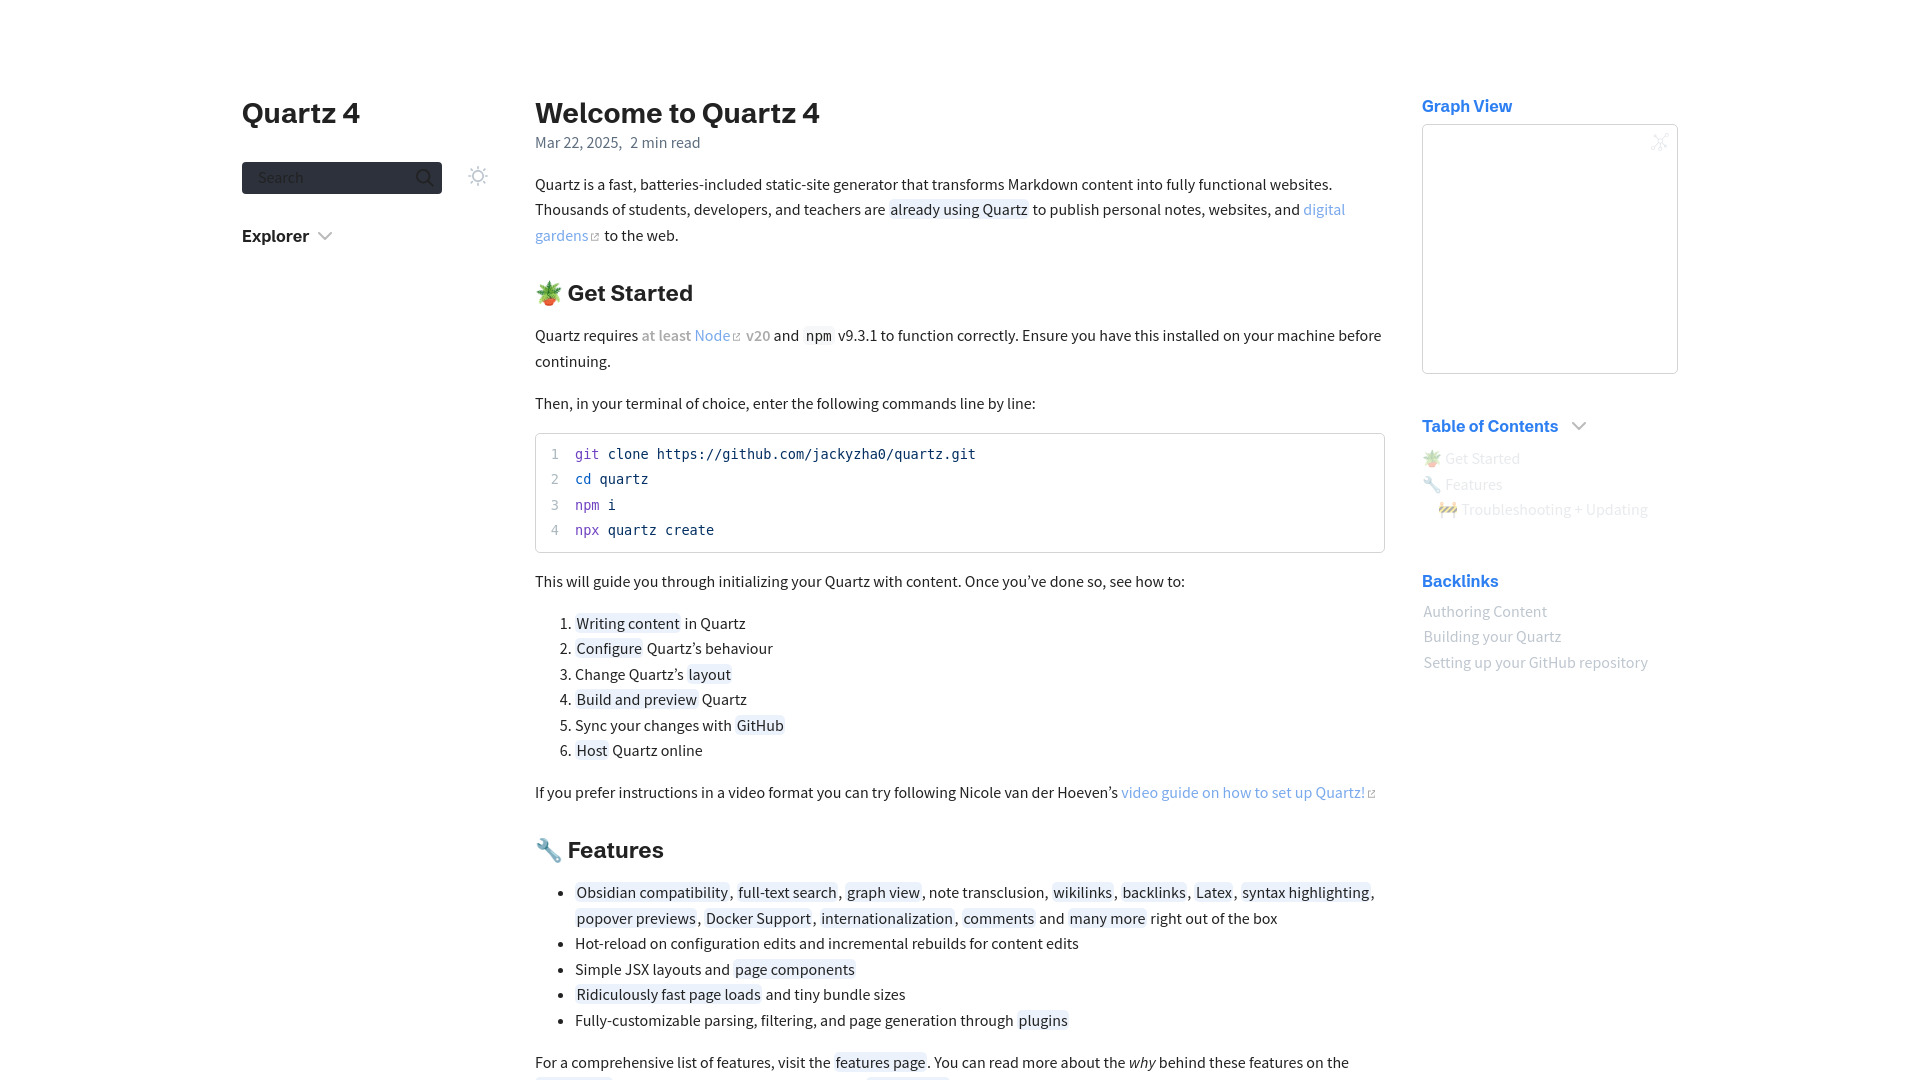 Quartz 4
Search
Explorer
Welcome to Quartz 4
Mar 22, 2025, 2 min read
Quartz is a fast, batteries-included static-site generator that transforms Markdown content into fully functional websites.
Thousands of students, developers, and teachers are already using Quartz to publish personal notes, websites, and digital
gardens to the web.
🪴 Get Started
Quartz requires at least Node v20 and npm v9.3.1 to function correctly. Ensure you have this installed on your machine before
continuing.
Then, in your terminal of choice, enter the following commands line by line:
1 git clone https://github.com/jackyzha0/quartz.git
2 cd quartz
3 npm i
4 npx quartz create
This will guide you through initializing your Quartz with content. Once you’ve done so, see how to:
1. Writing content in Quartz
2. Configure Quartz’s behaviour
3. Change Quartz’s layout
4. Build and preview Quartz
5. Sync your changes with GitHub
6. Host Quartz online
If you prefer instructions in a video format you can try following Nicole van der Hoeven’s video guide on how to set up Quartz!
🔧 Features
• Obsidian compatibility, full-text search, graph view, note transclusion, wikilinks, backlinks, Latex, syntax highlighting,
popover previews, Docker Support, internationalization, comments and many more right out of the box
• Hot-reload on configuration edits and incremental rebuilds for content edits
• Simple JSX layouts and page components
• Ridiculously fast page loads and tiny bundle sizes
• Fully-customizable parsing, filtering, and page generation through plugins
For a comprehensive list of features, visit the features page. You can read more about the why behind these features on the
Graph View
Table of Contents
🪴 Get Started
🔧 Features
🚧 Troubleshooting + Updating
Backlinks
Authoring Content
Building your Quartz
Setting up your GitHub repository